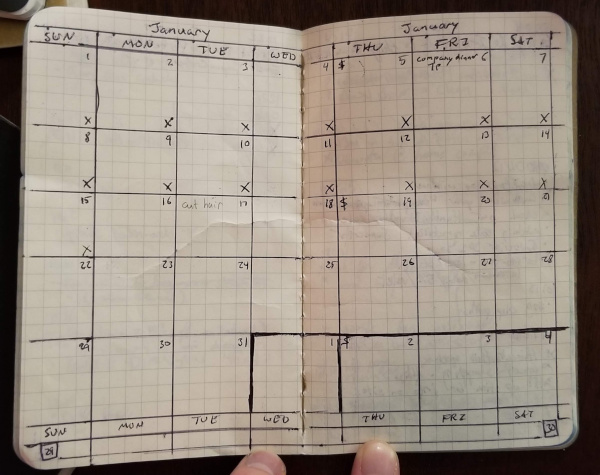 January January
SUN MON TUE WED THU FRI SAT
1 2 3 4 $ 5 company dinner 6 7
7p
X X X X X X X
8 9 10 11 12 13 14
X X X X X X X
15 16 cut hair 17 18 $ 19 20 21
X
22 23 24 25 26 27 28
29 30 31 1 $ 2 3 4
SUN MON TUE WED THU FRI SAT
29 30